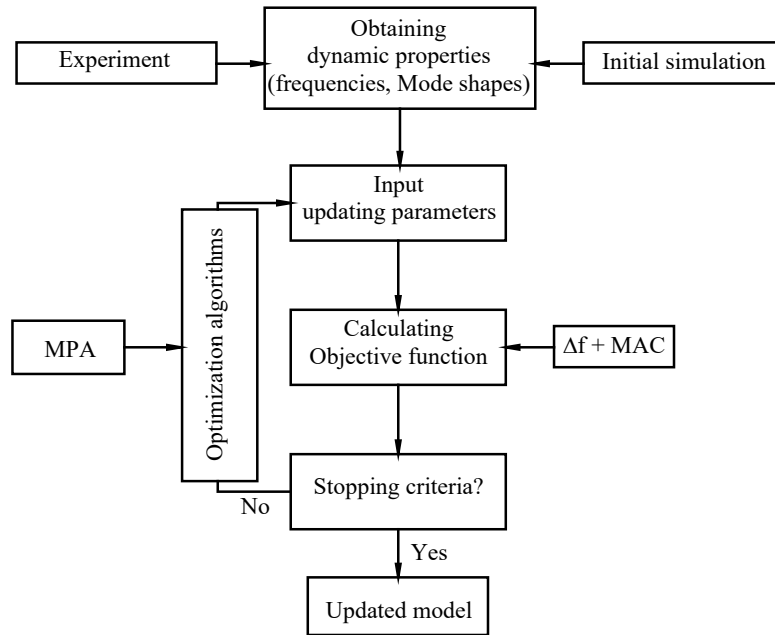 Obtaining
dynamic properties
(frequencies, Mode shapes)
Experiment
Initial simulation
Input
updating parameters
Optimization algorithms
MPA
Calculating
Objective function
Δf + MAC
Stopping criteria?
No
Yes
Updated model